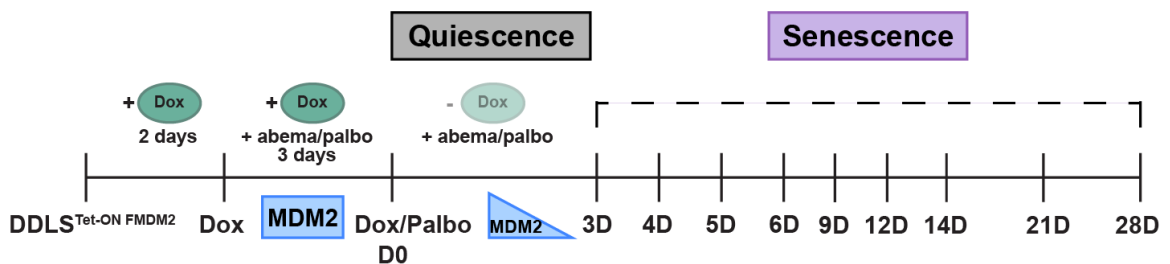 Quiescence
Senescence
+ Dox
2 days
+ Dox
+ abema/palbo
3 days
- Dox
+ abema/palbo
DDLSTet-ON FMDM2
Dox
MDM2
Dox/Palbo
D0
MDM2
3D 4D 5D 6D 9D 12D 14D 21D 28D